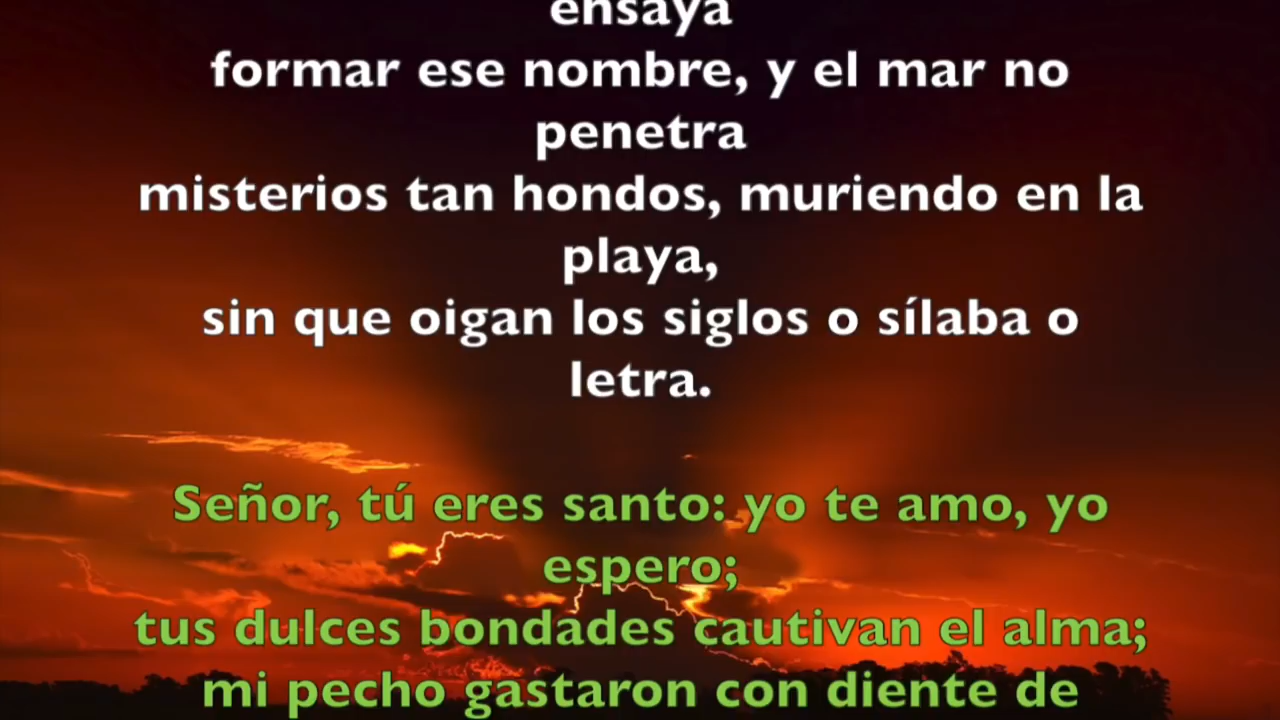 ensaya
formar ese nombre, y el mar no
penetra
misterios tan hondos, muriendo en la
playa,
sin que oigan los siglos o sílaba o
letra.
Señor, tú eres santo: yo te amo, yo
espero;
tus dulces bondades cautivan el alma;
mi pecho gastaron con diente de